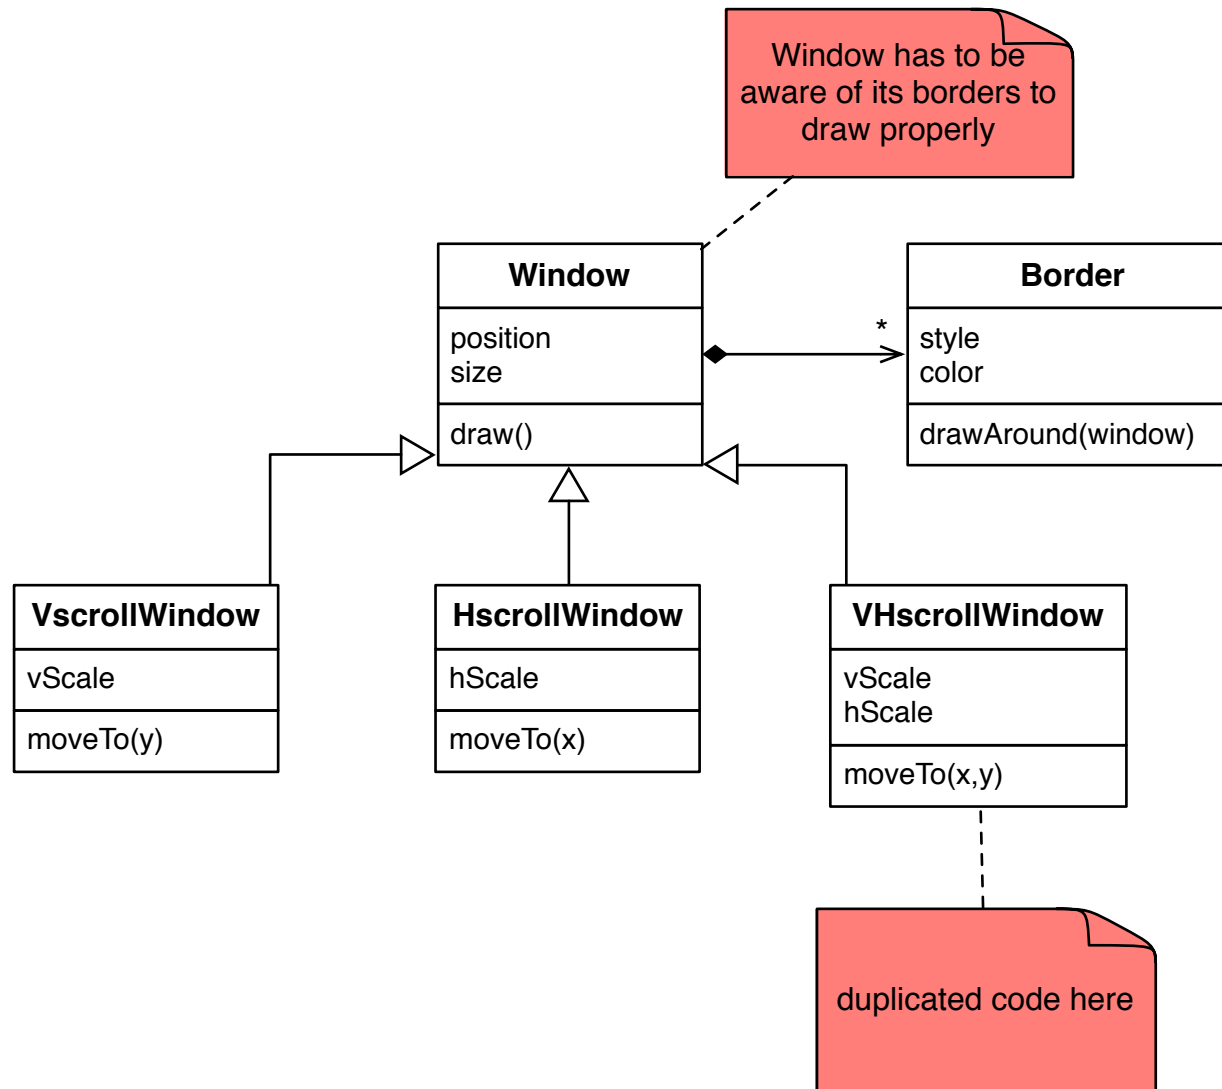 Window has to be
aware of its borders to
draw properly
Window
position
size
draw()
*
Border
style
color
drawAround(window)
VscrollWindow
vScale
moveTo(y)
HscrollWindow
hScale
moveTo(x)
VHscrollWindow
vScale
hScale
moveTo(x,y)
duplicated code here